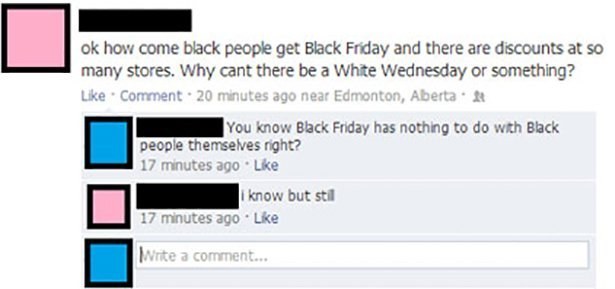 ok how come black people get Black Friday and there are discounts at so
many stores. Why cant there be a White Wednesday or something?
Like · Comment · 20 minutes ago near Edmonton, Alberta ·
You know Black Friday has nothing to do with Black
people themselves right?
17 minutes ago · Like
i know but still
17 minutes ago · Like
Write a comment...